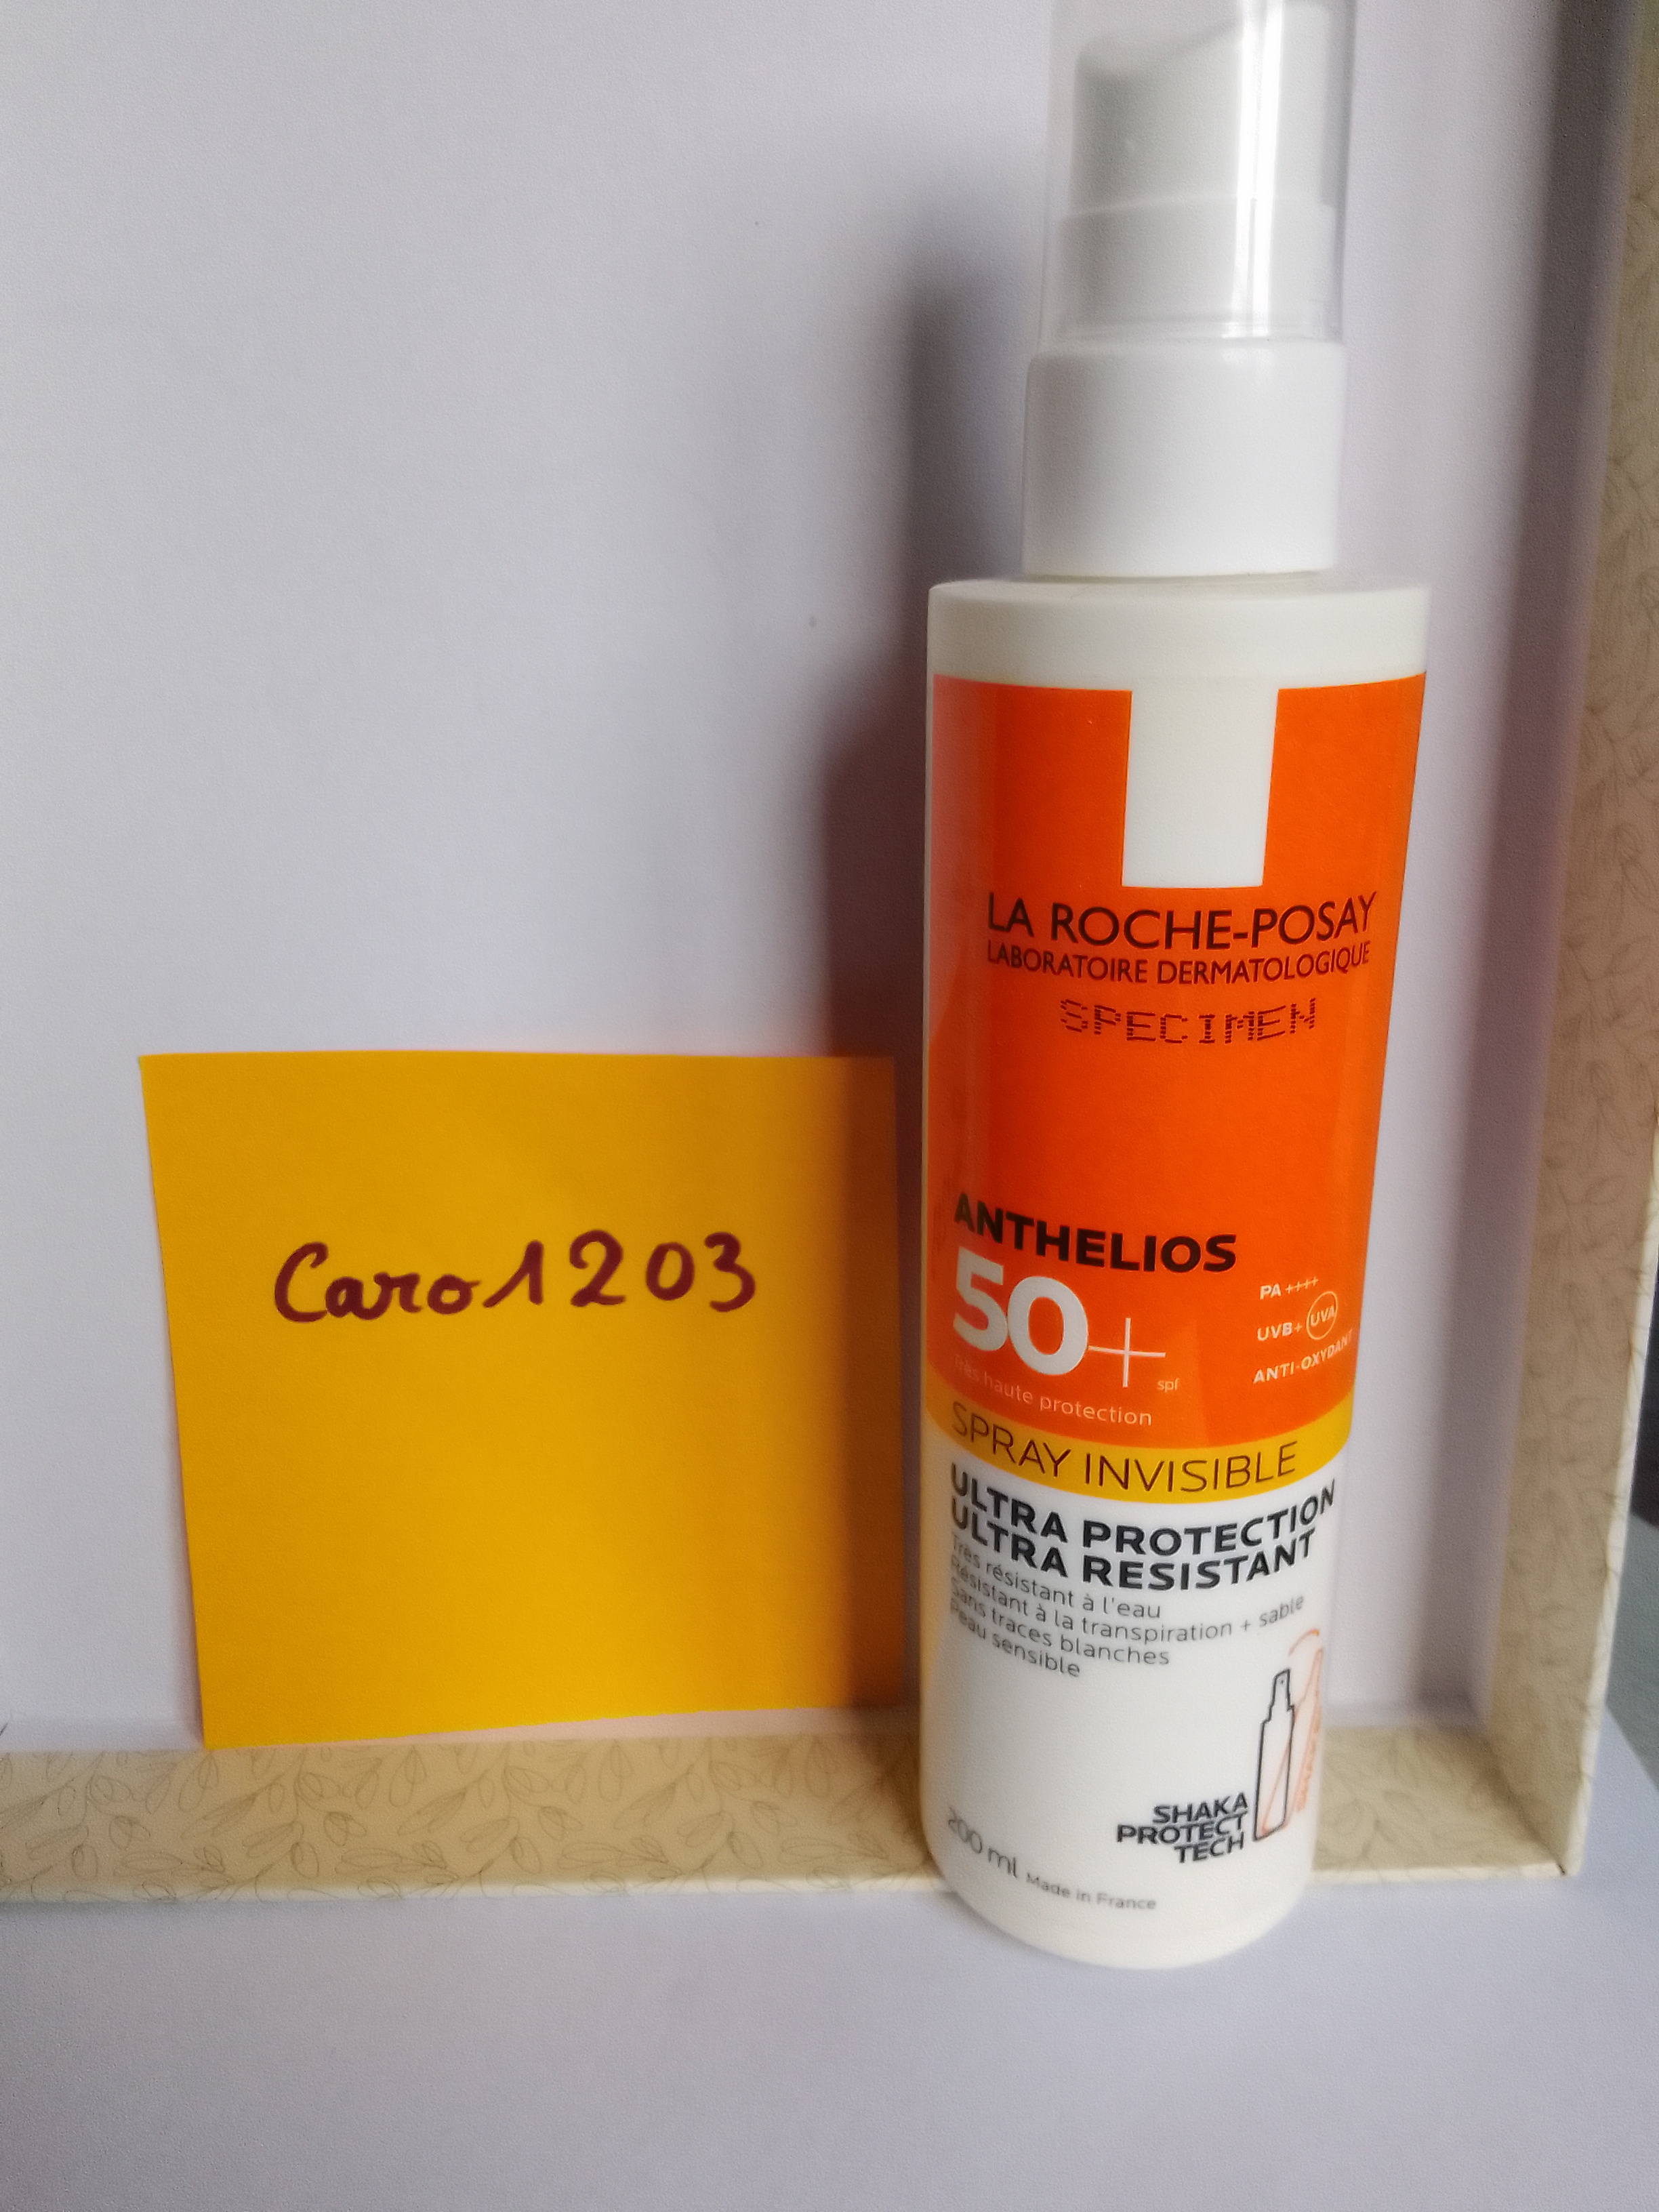 Caro1203
LA ROCHE-POSAY
LABORATOIRE DERMATOLOGIQUE
SPECIMEN
ANTHELIOS
50+ spf
PA ++++
UVB+ UVA
ANTI-OXYDANT
Très haute protection
SPRAY INVISIBLE
ULTRA PROTECTION
ULTRA RESISTANT
Très résistant à l'eau
Résistant à la transpiration + sable
Sans traces blanches
Peau sensible
SHAKA
PROTECT
TECH
200 ml Made in France